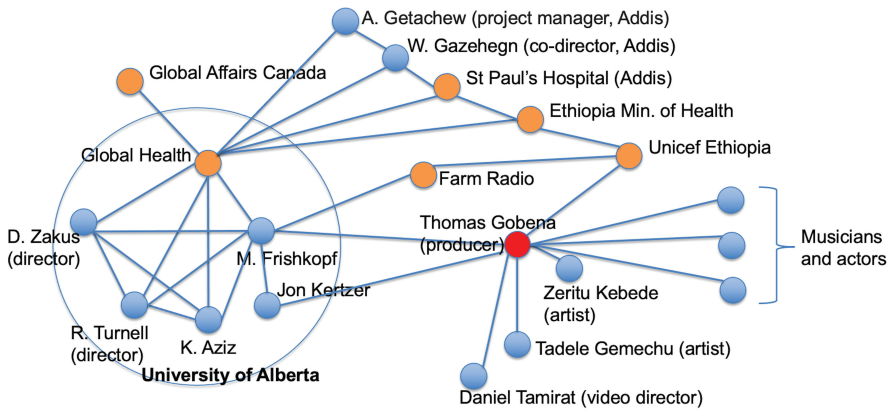 A. Getachew (project manager, Addis)
W. Gazehegn (co-director, Addis)
Global Affairs Canada
St Paul's Hospital (Addis)
Ethiopia Min. of Health
Global Health
Unicef Ethiopia
Farm Radio
Thomas Gobena
(producer)
D. Zakus
(director)
M. Frishkopf
Musicians
and actors
Jon Kertzer
Zeritu Kebede
(artist)
R. Turnell
(director)
K. Aziz
Tadele Gemechu (artist)
University of Alberta
Daniel Tamirat (video director)